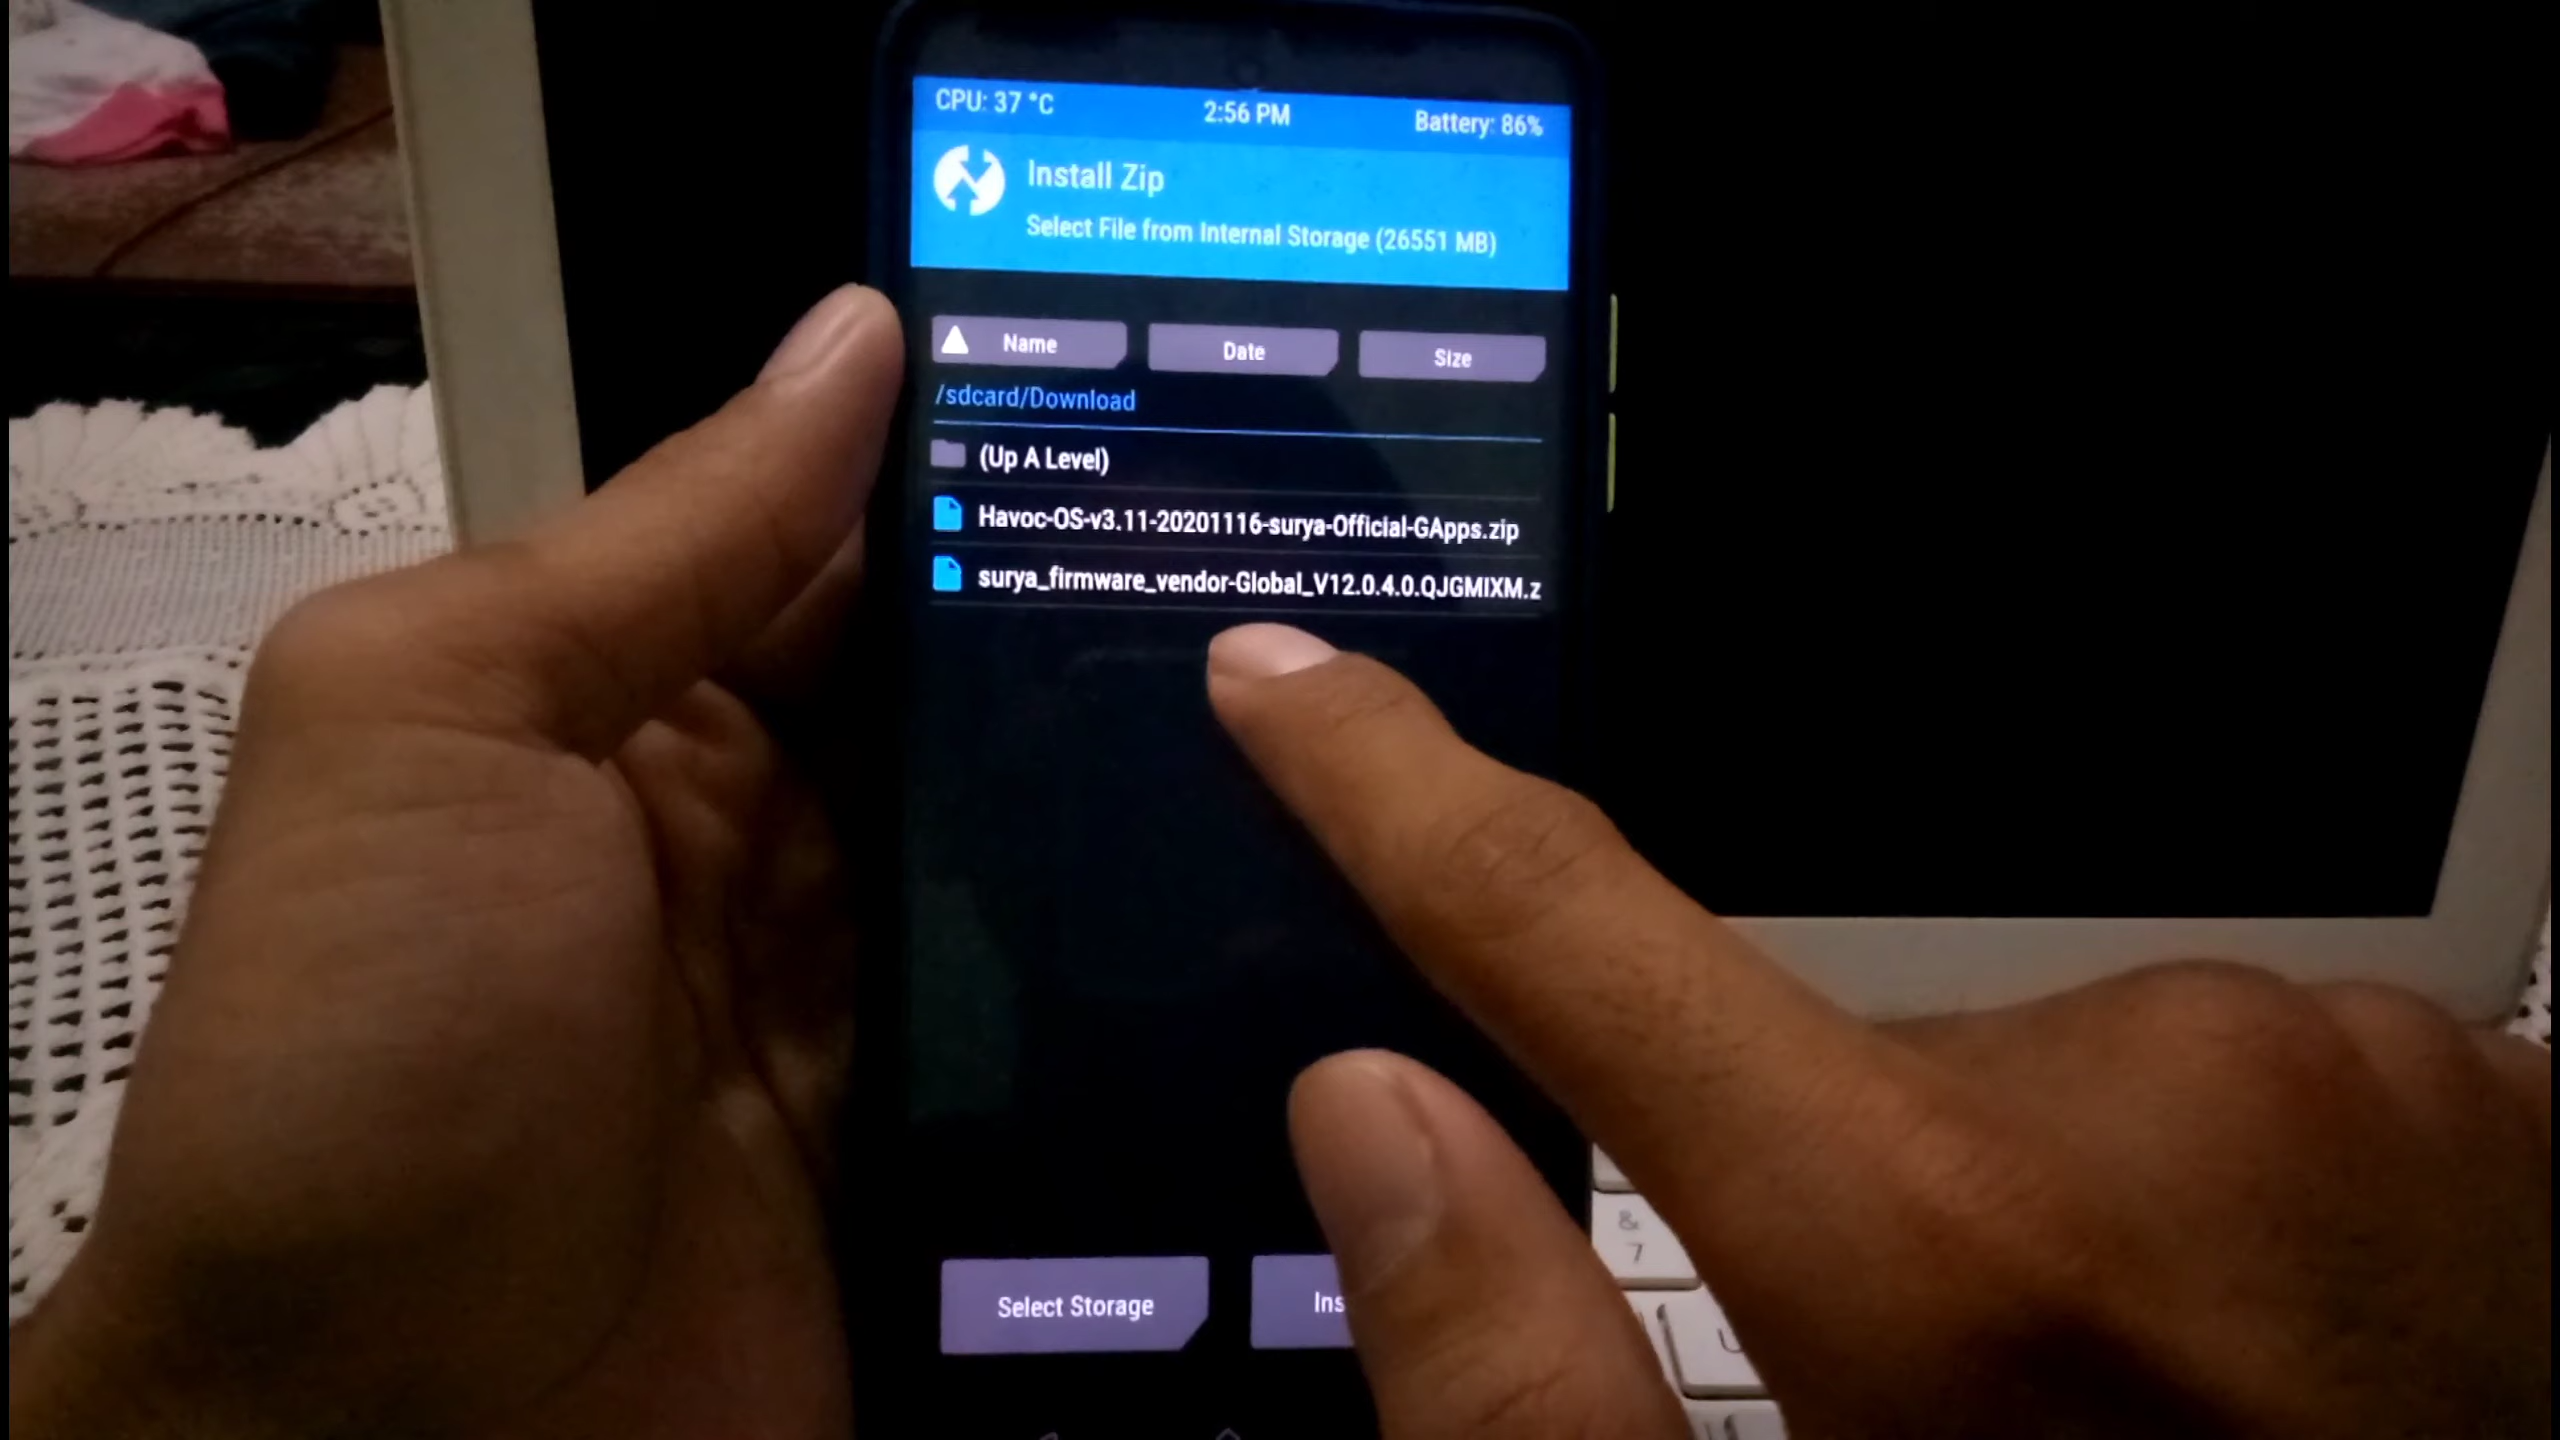 CPU: 37 °C 2:56 PM Battery: 86%
Install Zip
Select File from Internal Storage (26551 MB)
Name Date Size
/sdcard/Download
(Up A Level)
Havoc-OS-v3.11-20201116-surya-Official-GApps.zip
surya_firmware_vendor-Global_V12.0.4.0.QJGMIXM.z
Select Storage Ins
&
7
U